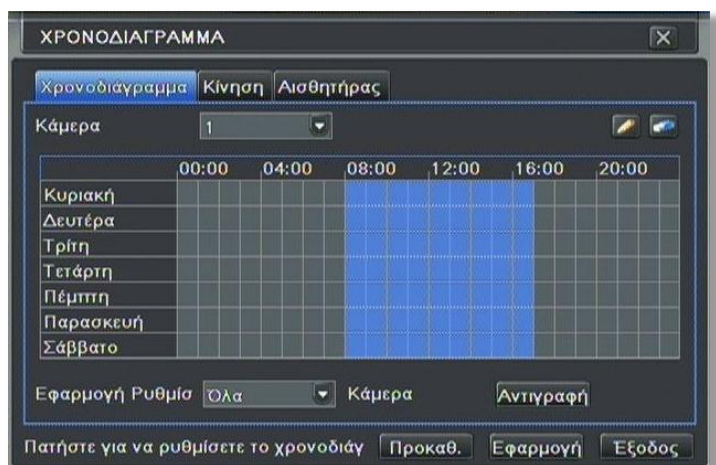 ΧΡΟΝΟΔΙΑΓΡΑΜΜΑ
Χρονοδιάγραμμα Κίνηση Αισθητήρας
Κάμερα 1
00:00 04:00 08:00 12:00 16:00 20:00
Κυριακή
Δευτέρα
Τρίτη
Τετάρτη
Πέμπτη
Παρασκευή
Σάββατο
Εφαρμογή Ρυθμίσ Όλα Κάμερα Αντιγραφή
Πατήστε για να ρυθμίσετε το χρονοδιάγ Προκαθ. Εφαρμογή Έξοδος